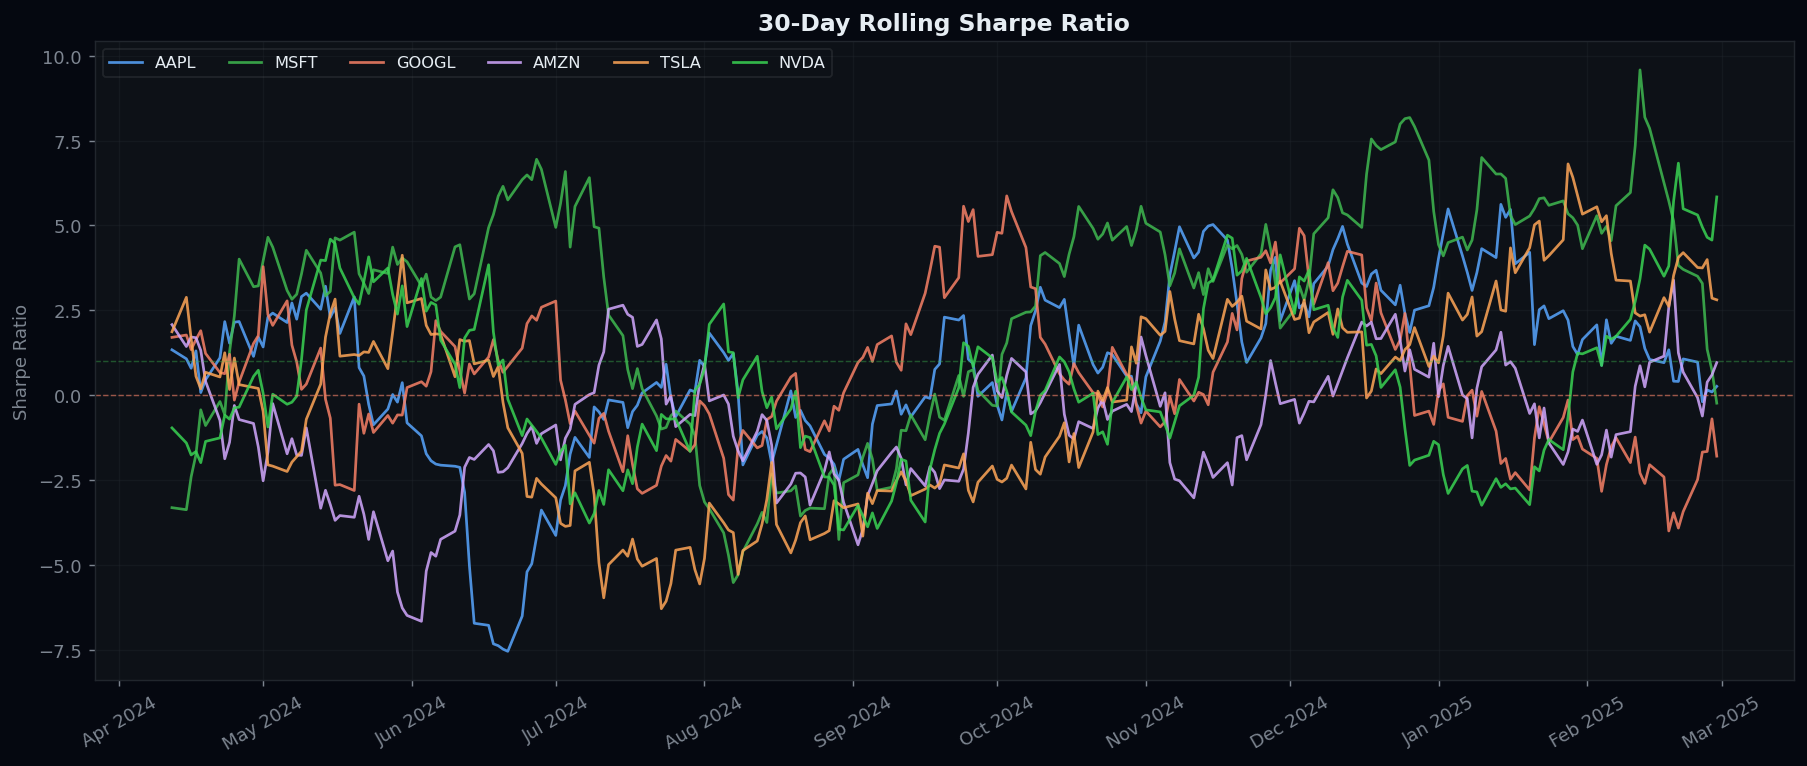 30-Day Rolling Sharpe Ratio
AAPL MSFT GOOGL AMZN TSLA NVDA
Sharpe Ratio
10.0
7.5
5.0
2.5
0.0
−2.5
−5.0
−7.5
Apr 2024 May 2024 Jun 2024 Jul 2024 Aug 2024 Sep 2024 Oct 2024 Nov 2024 Dec 2024 Jan 2025 Feb 2025 Mar 2025